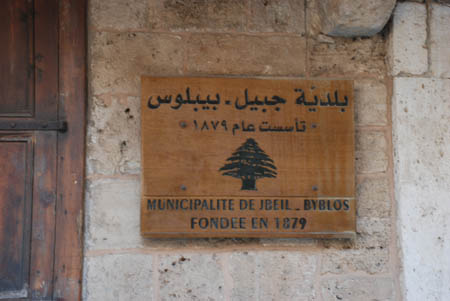 بلدية جبيل - بيبلوس
تأسست عام ١٨٧٩
MUNICIPALITE DE JBEIL - BYBLOS
FONDEE EN 1879